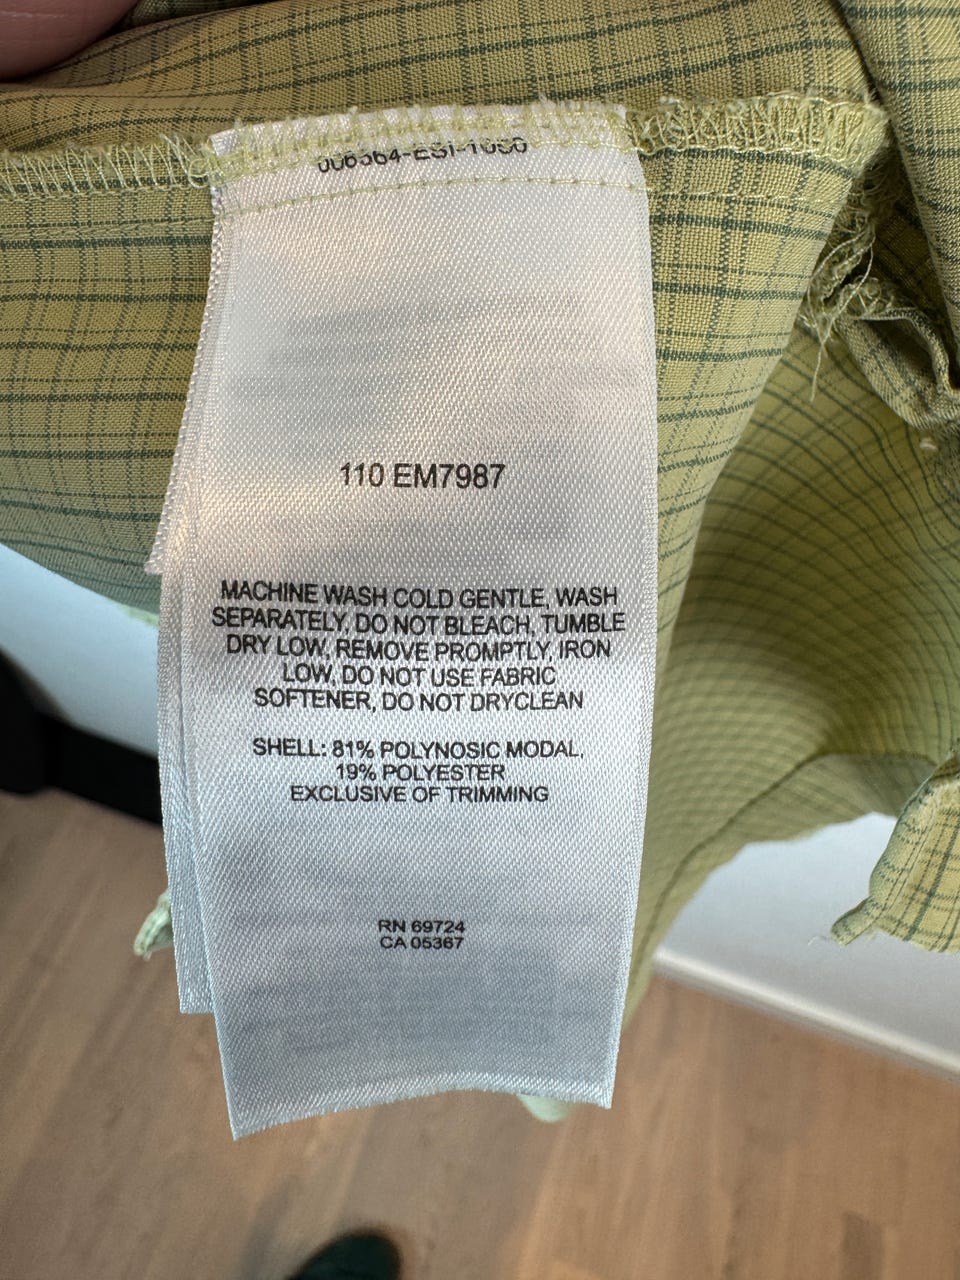 110 EM7987
MACHINE WASH COLD GENTLE, WASH
SEPARATELY, DO NOT BLEACH, TUMBLE
DRY LOW, REMOVE PROMPTLY, IRON
LOW, DO NOT USE FABRIC
SOFTENER, DO NOT DRYCLEAN
SHELL: 81% POLYNOSIC MODAL,
19% POLYESTER
EXCLUSIVE OF TRIMMING
RN 69724
CA 05367